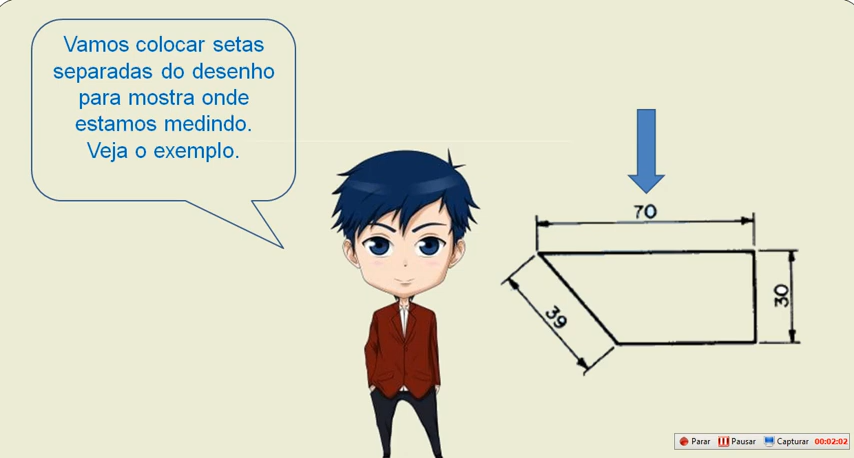 Vamos colocar setas
separadas do desenho
para mostra onde
estamos medindo.
Veja o exemplo.
70
39
30
Parar Pausar Capturar 00:02:02